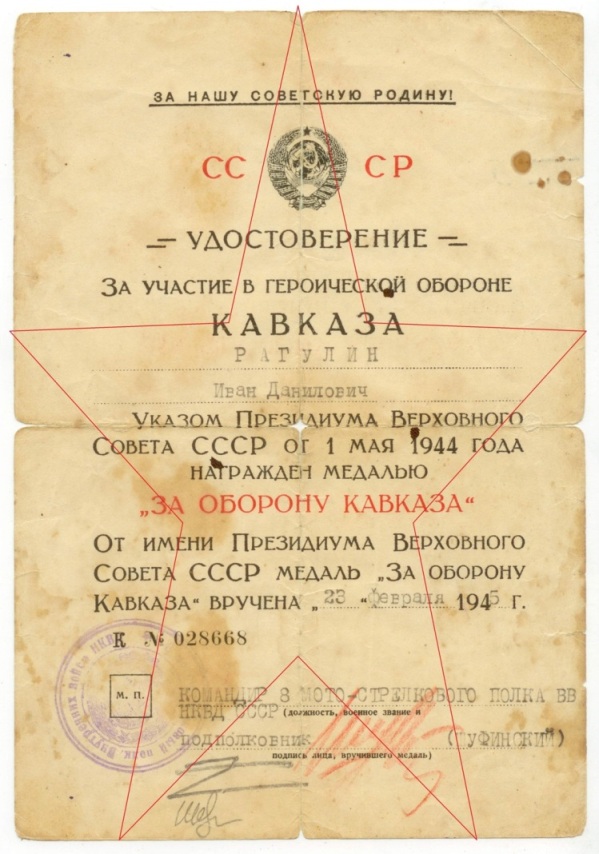 ЗА НАШУ СОВЕТСКУЮ РОДИНУ!
СС СР
УДОСТОВЕРЕНИЕ
ЗА УЧАСТИЕ В ГЕРОИЧЕСКОЙ ОБОРОНЕ
КАВКАЗА
РАГУЛИН
Иван Данилович
УКАЗОМ ПРЕЗИДИУМА ВЕРХОВНОГО
СОВЕТА СССР ОТ 1 МАЯ 1944 ГОДА
НАГРАЖДЕН МЕДАЛЬЮ
„ЗА ОБОРОНУ КАВКАЗА“
ОТ ИМЕНИ ПРЕЗИДИУМА ВЕРХОВНОГО
СОВЕТА СССР МЕДАЛЬ „ЗА ОБОРОНУ
КАВКАЗА“ ВРУЧЕНА „23“ февраля 1945 г.
К № 028668
М. П.
КОМАНДИР 8 МОТО-СТРЕЛКОВОГО ПОЛКА ВВ
НКВД СССР (должность, военное звание и
подполковник (ТУФИНСКИЙ)
подпись лица, вручившего медаль)